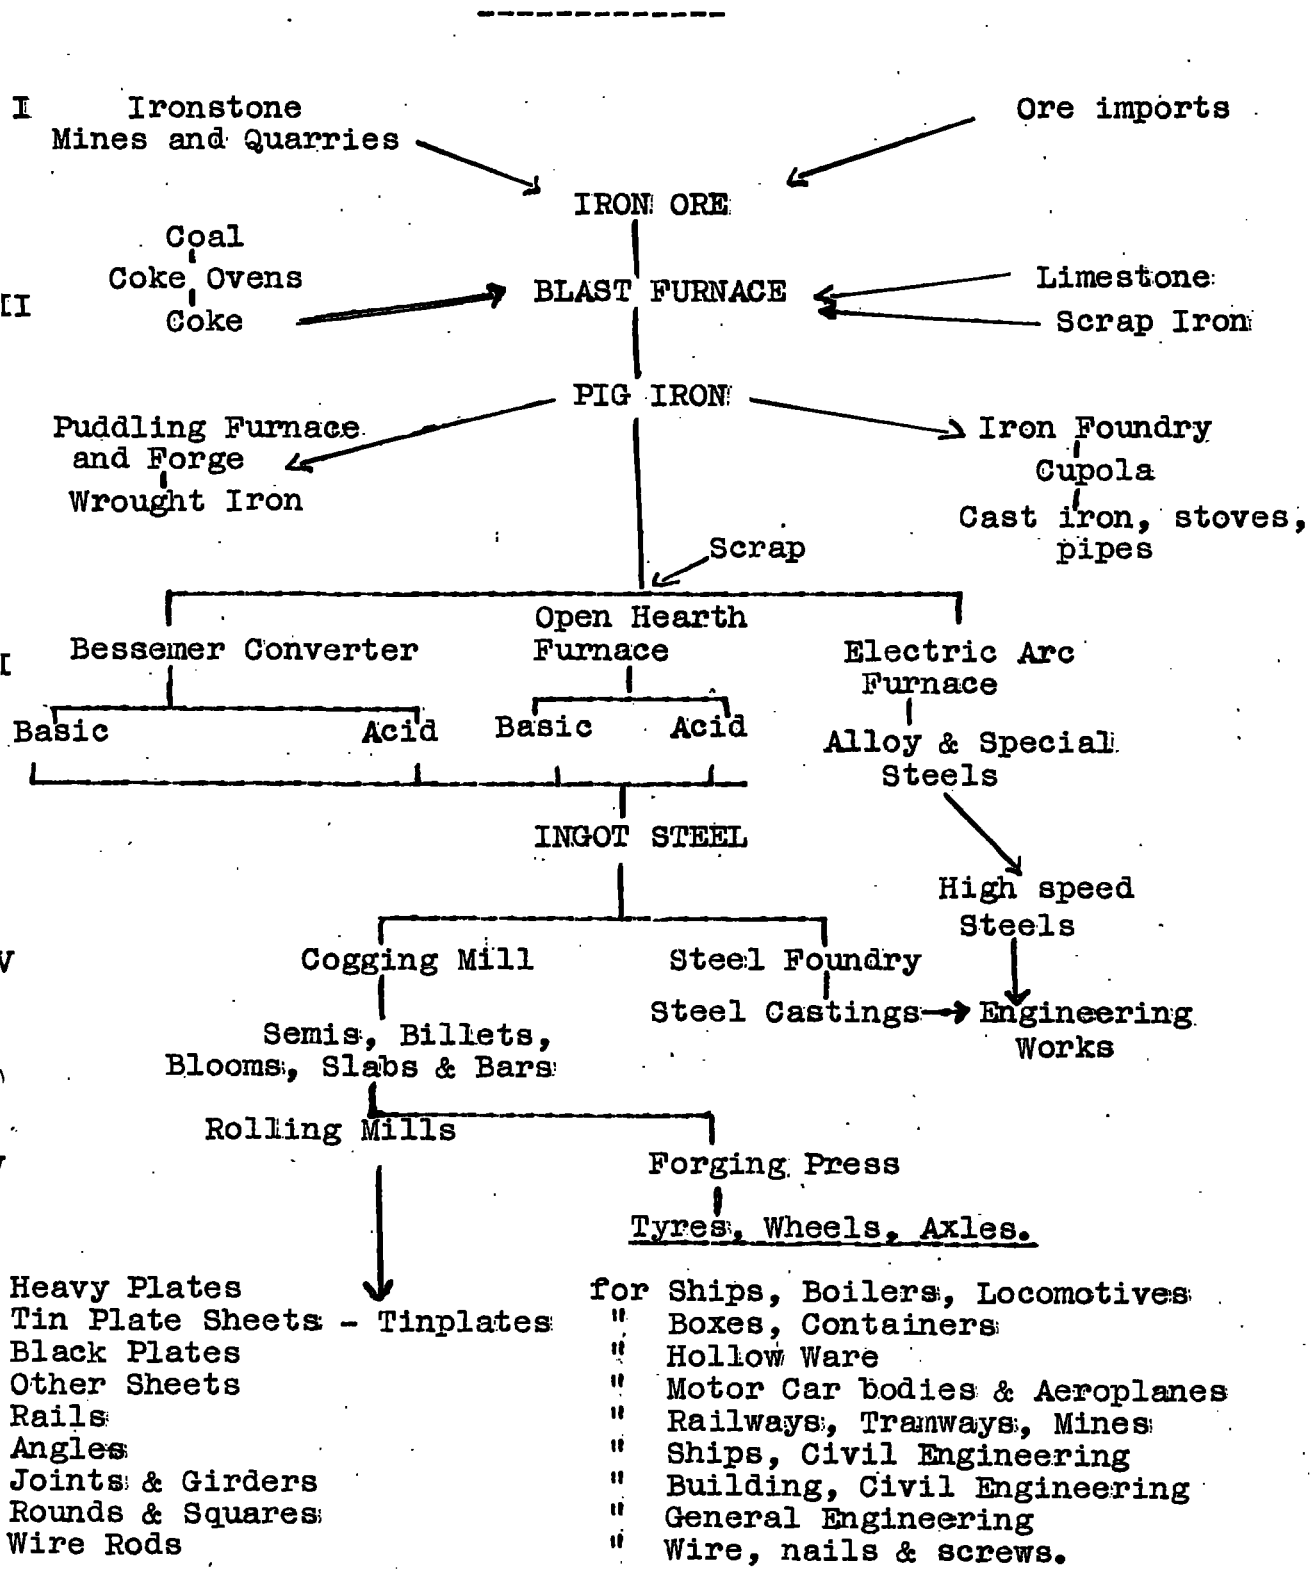 I Ironstone Ore imports
Mines and Quarries
IRON ORE
Coal
Coke Ovens BLAST FURNACE Limestone
II Coke Scrap Iron
PIG IRON
Puddling Furnace Iron Foundry
and Forge Cupola
Wrought Iron Cast iron, stoves,
pipes
Scrap
Open Hearth
I Bessemer Converter Furnace Electric Arc
Furnace
Basic Acid Basic Acid Alloy & Special
Steels
INGOT STEEL
High speed
Steels
V Cogging Mill Steel Foundry
Steel Castings Engineering
Works
Semis, Billets,
Blooms, Slabs & Bars
Rolling Mills
V Forging Press
Tyres, Wheels, Axles.
Heavy Plates for Ships, Boilers, Locomotives
Tin Plate Sheets - Tinplates " Boxes, Containers
Black Plates " Hollow Ware
Other Sheets " Motor Car bodies & Aeroplanes
Rails " Railways, Tramways, Mines
Angles " Ships, Civil Engineering
Joints & Girders " Building, Civil Engineering
Rounds & Squares " General Engineering
Wire Rods " Wire, nails & screws.